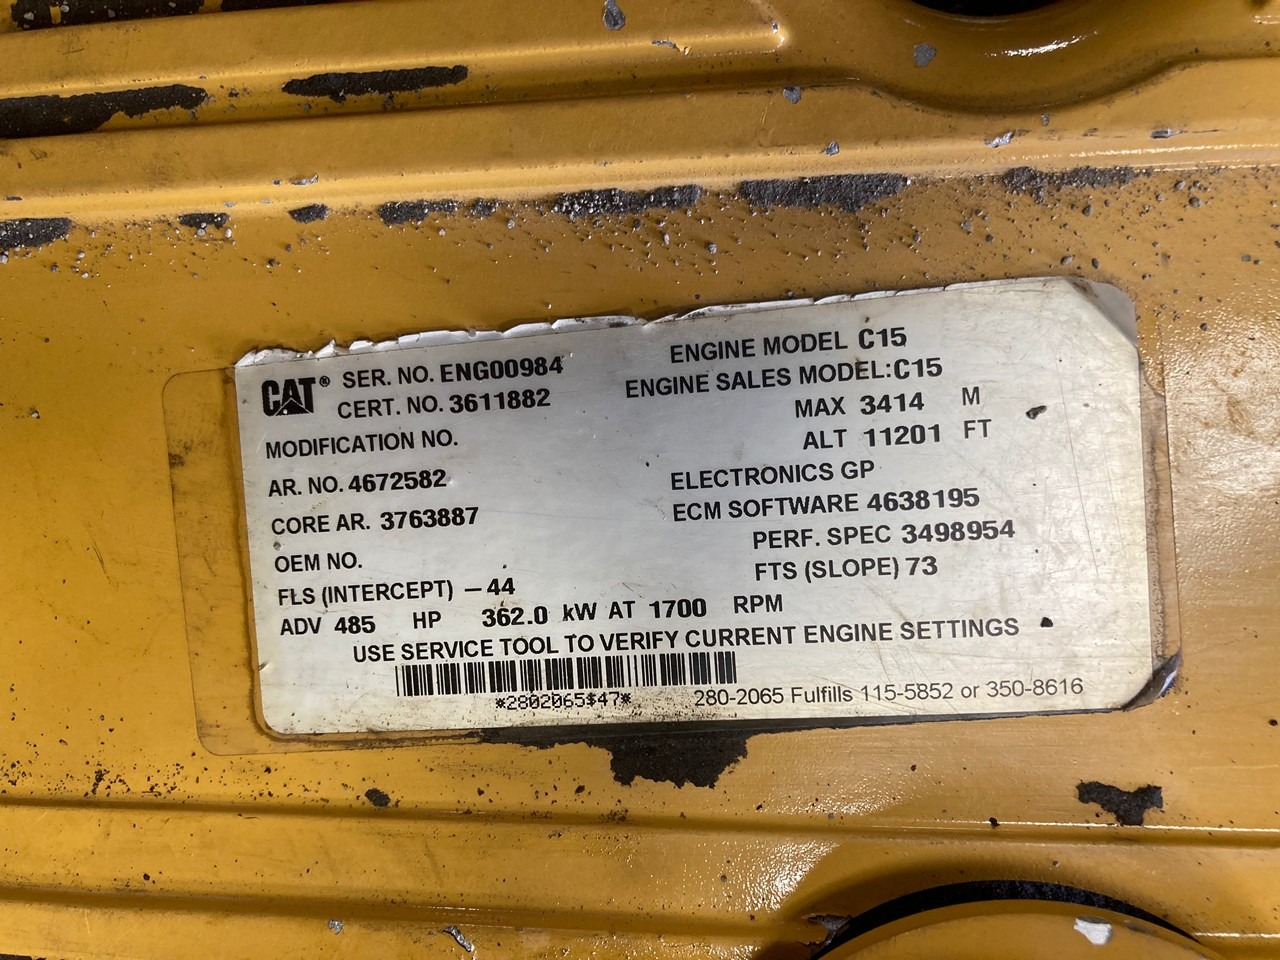 CAT® SER. NO. ENG00984 ENGINE MODEL C15
CERT. NO. 3611882 ENGINE SALES MODEL: C15
MODIFICATION NO. MAX 3414 M
ALT 11201 FT
AR. NO. 4672582 ELECTRONICS GP
CORE AR. 3763887 ECM SOFTWARE 4638195
OEM NO. PERF. SPEC 3498954
FLS (INTERCEPT) -44 FTS (SLOPE) 73
ADV 485 HP 362.0 kW AT 1700 RPM
USE SERVICE TOOL TO VERIFY CURRENT ENGINE SETTINGS
*2802065$47* 280-2065 Fulfills 115-5852 or 350-8616